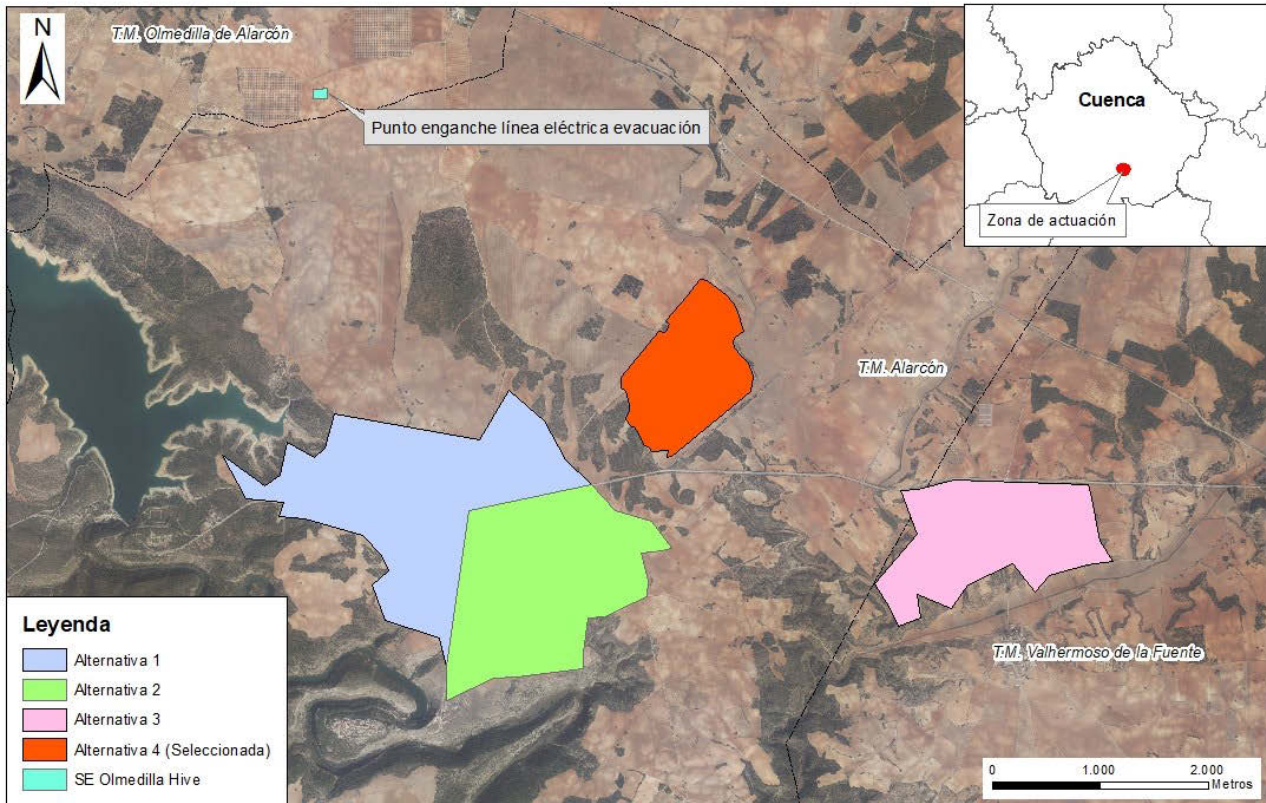 N
T.M. Olmedilla de Alarcón
Punto enganche línea eléctrica evacuación
Cuenca
Zona de actuación
T.M. Alarcón
T.M. Valhermoso de la Fuente
Leyenda
Alternativa 1
Alternativa 2
Alternativa 3
Alternativa 4 (Seleccionada)
SE Olmedilla Hive
0 1.000 2.000
Metros